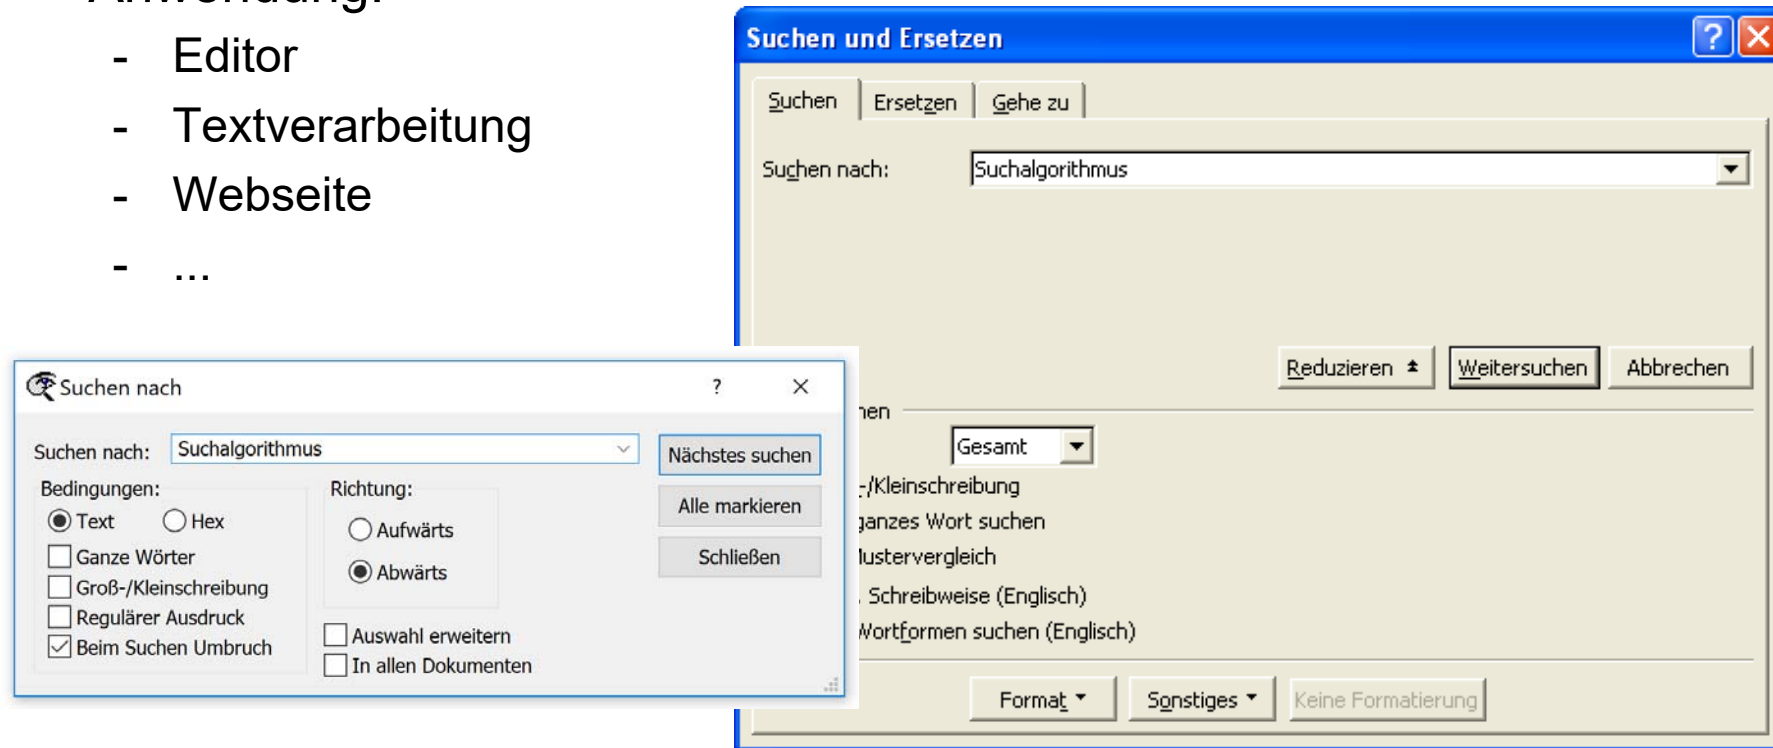 Anwendung:
- Editor
- Textverarbeitung
- Webseite
- ...
Suchen und Ersetzen
Suchen Ersetzen Gehe zu
Suchen nach: Suchalgorithmus
Reduzieren Weitersuchen Abbrechen
Gesamt
-/Kleinschreibung
ganzes Wort suchen
ustervergleich
. Schreibweise (Englisch)
Wortformen suchen (Englisch)
Format Sonstiges Keine Formatierung
Suchen nach ?
Suchen nach: Suchalgorithmus Nächstes suchen
Bedingungen: Richtung: Alle markieren
Text Hex Aufwärts
Ganze Wörter Abwärts Schließen
Groß-/Kleinschreibung
Regulärer Ausdruck
Beim Suchen Umbruch
Auswahl erweitern
In allen Dokumenten